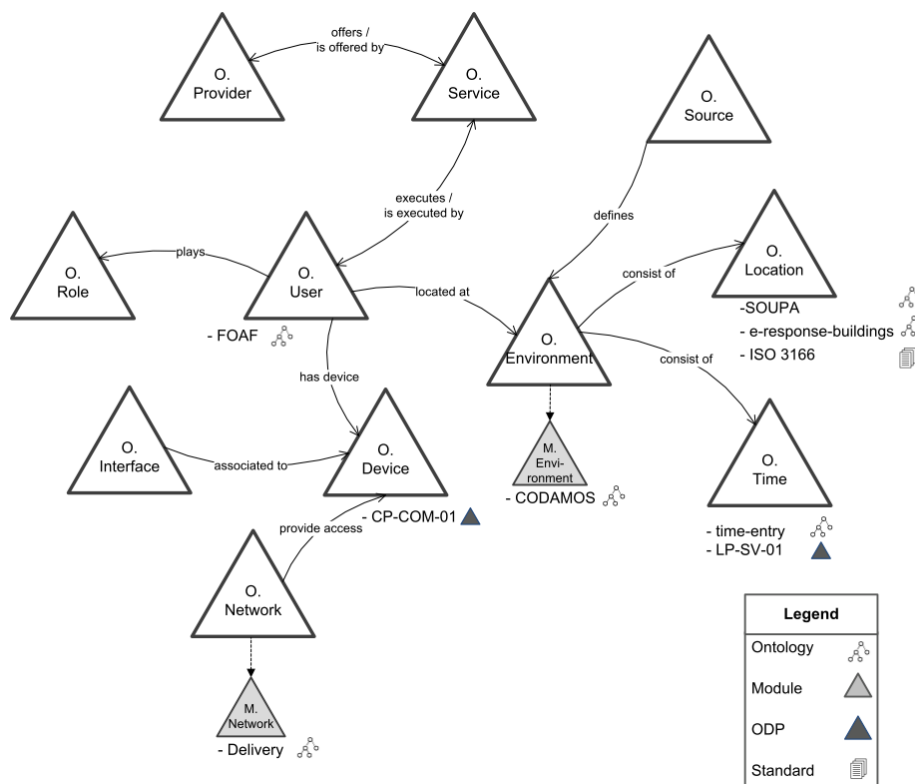 offers /
is offered by
O.
Provider
O.
Service
O.
Source
executes /
is executed by
defines
O.
Role
plays
O.
User
- FOAF
located at
consist of
O.
Location
-SOUPA
- e-response-buildings
- ISO 3166
O.
Environment
consist of
has device
M.
Envi-
ronment
- CODAMOS
O.
Time
- time-entry
- LP-SV-01
O.
Interface
associated to
O.
Device
- CP-COM-01
provide access
O.
Network
M.
Network
- Delivery
Legend
Ontology
Module
ODP
Standard